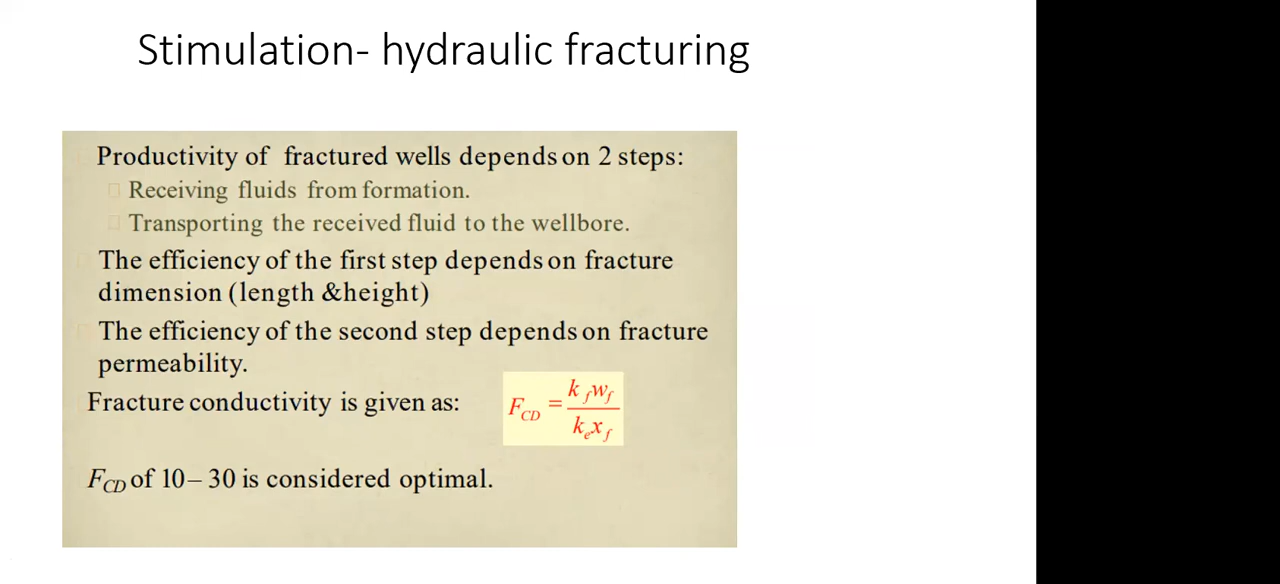 Stimulation- hydraulic fracturing
Productivity of fractured wells depends on 2 steps:
Receiving fluids from formation.
Transporting the received fluid to the wellbore.
The efficiency of the first step depends on fracture
dimension (length &height)
The efficiency of the second step depends on fracture
permeability.
Fracture conductivity is given as: F_CD = k_f w_f / k_e x_f
F_CD of 10– 30 is considered optimal.